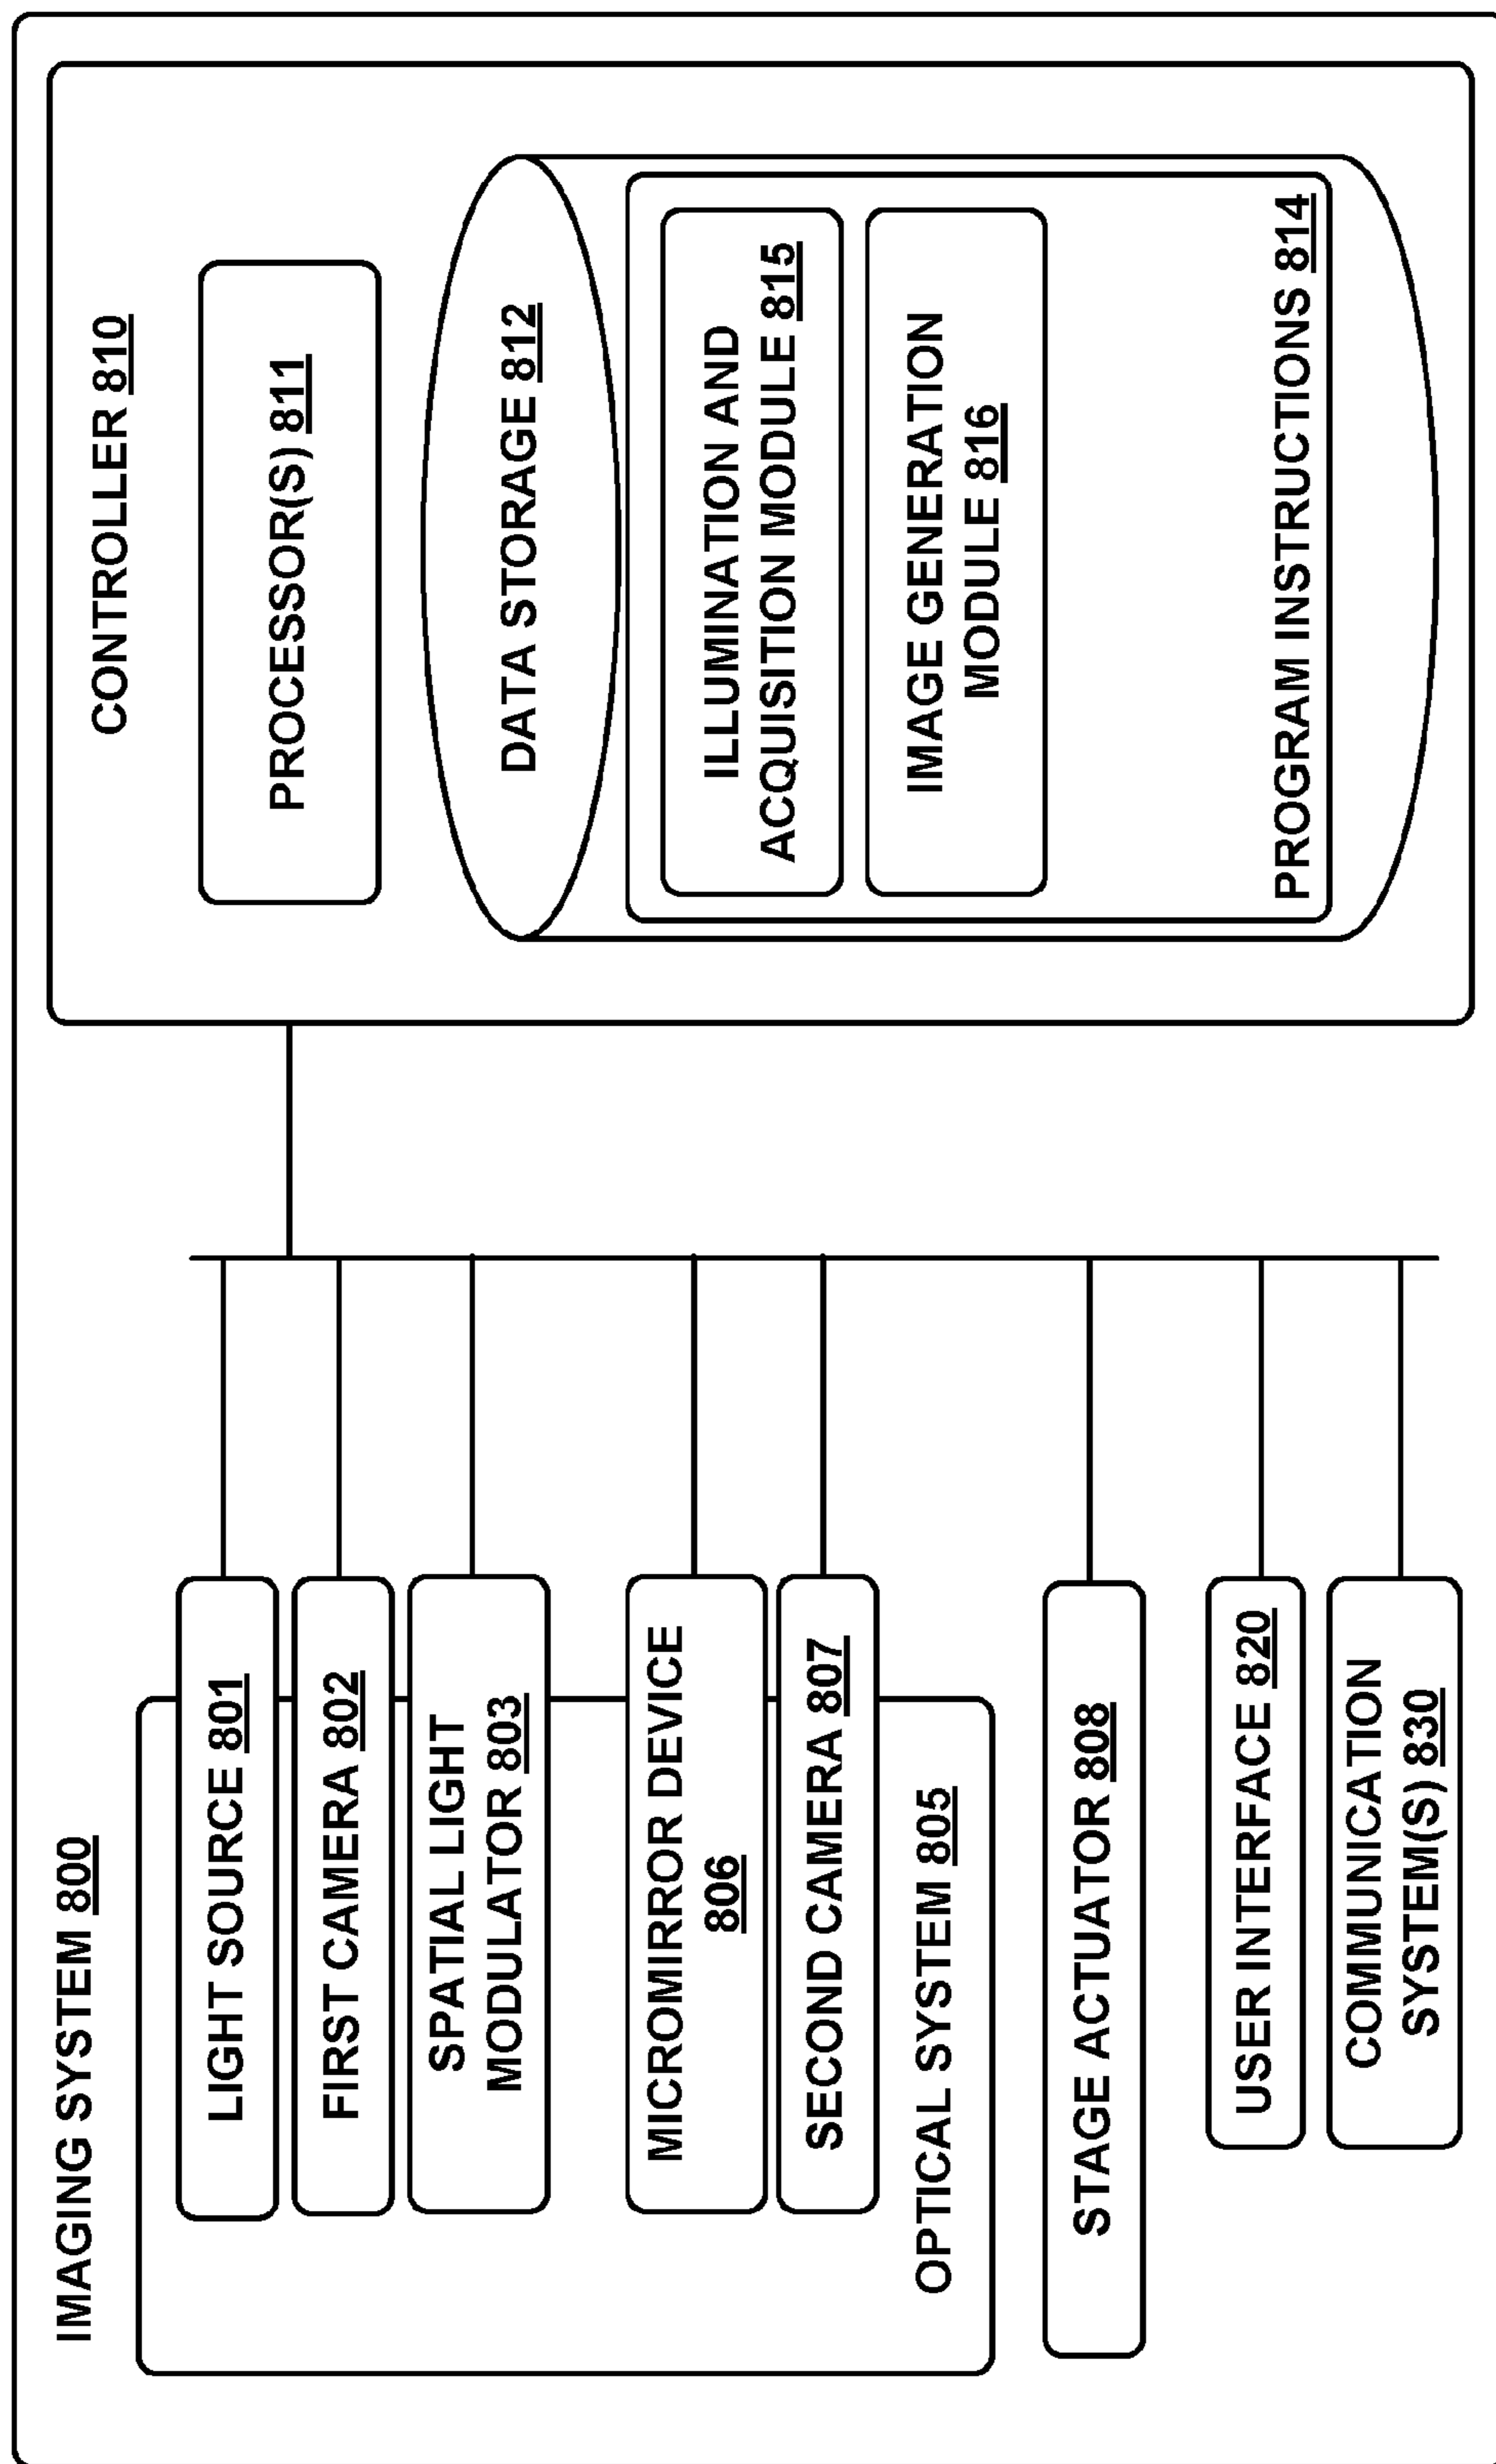 IMAGING SYSTEM 800
LIGHT SOURCE 801
FIRST CAMERA 802
SPATIAL LIGHT
MODULATOR 803
MICROMIRROR DEVICE
806
SECOND CAMERA 807
OPTICAL SYSTEM 805
STAGE ACTUATOR 808
USER INTERFACE 820
COMMUNICATION
SYSTEM(S) 830
CONTROLLER 810
PROCESSOR(S) 811
DATA STORAGE 812
ILLUMINATION AND
ACQUISITION MODULE 815
IMAGE GENERATION
MODULE 816
PROGRAM INSTRUCTIONS 814